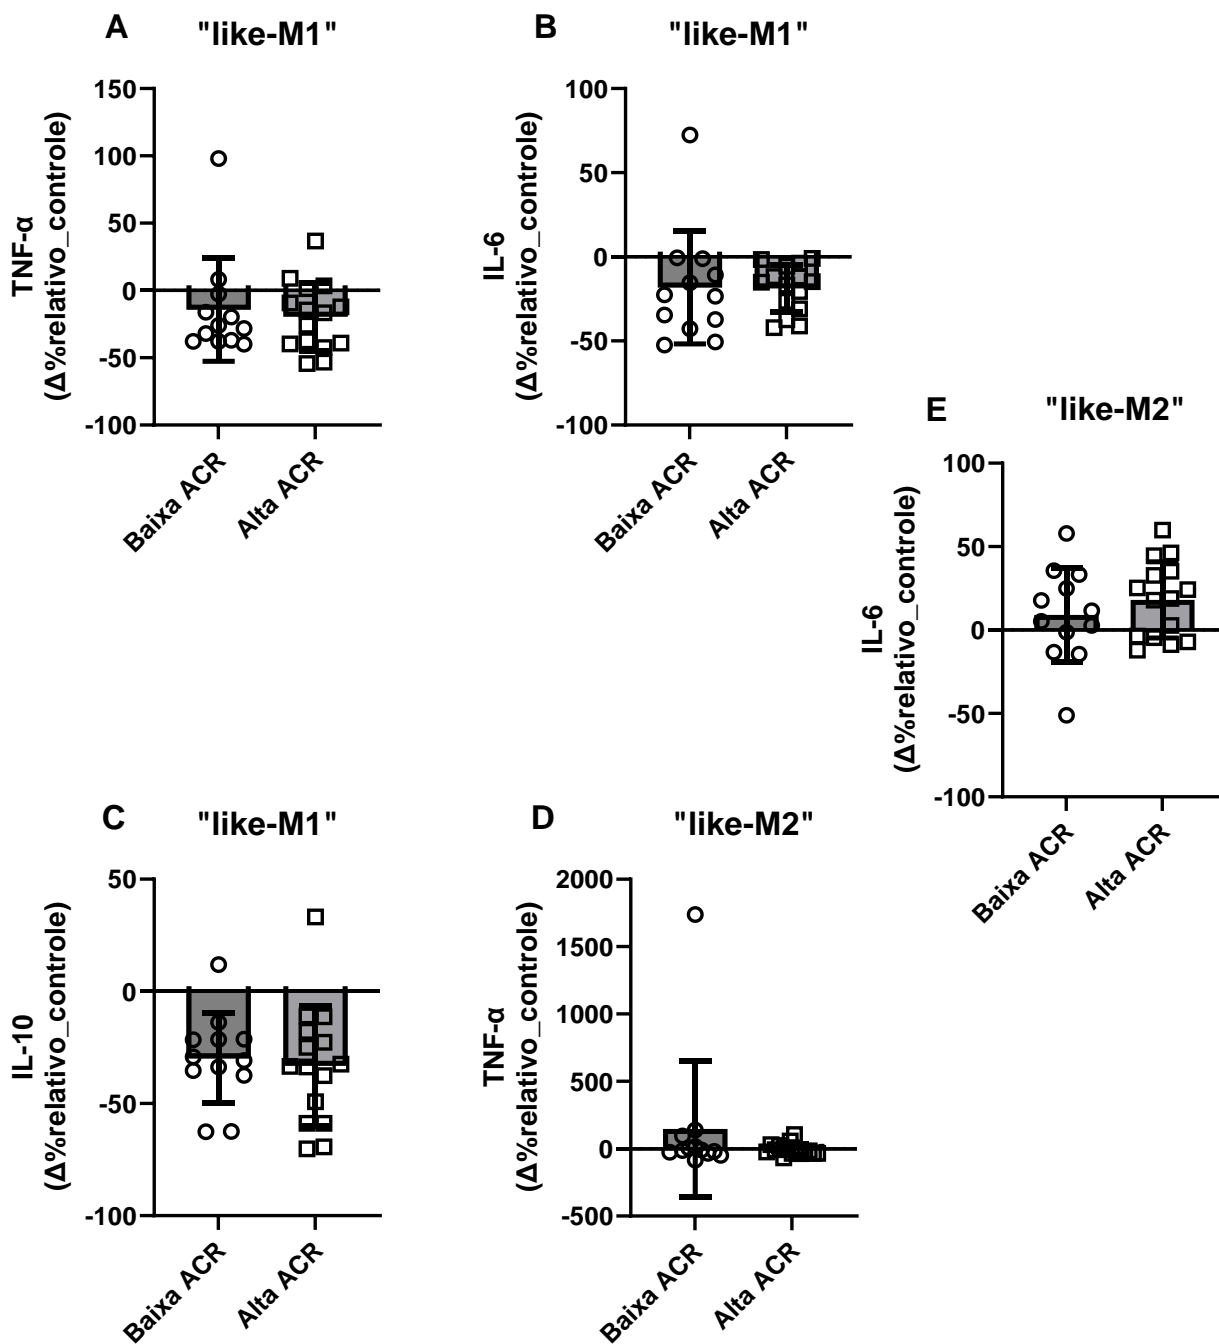 A "like-M1"
TNF-α
(Δ%relativo_controle)
150
100
50
0
-50
-100
Baixa ACR
Alta ACR
B "like-M1"
IL-6
(Δ%relativo_controle)
100
50
0
-50
-100
Baixa ACR
Alta ACR
E "like-M2"
IL-6
(Δ%relativo_controle)
100
50
0
-50
-100
Baixa ACR
Alta ACR
C "like-M1"
IL-10
(Δ%relativo_controle)
50
0
-50
-100
Baixa ACR
Alta ACR
D "like-M2"
TNF-α
(Δ%relativo_controle)
2000
1500
1000
500
0
-500
Baixa ACR
Alta ACR